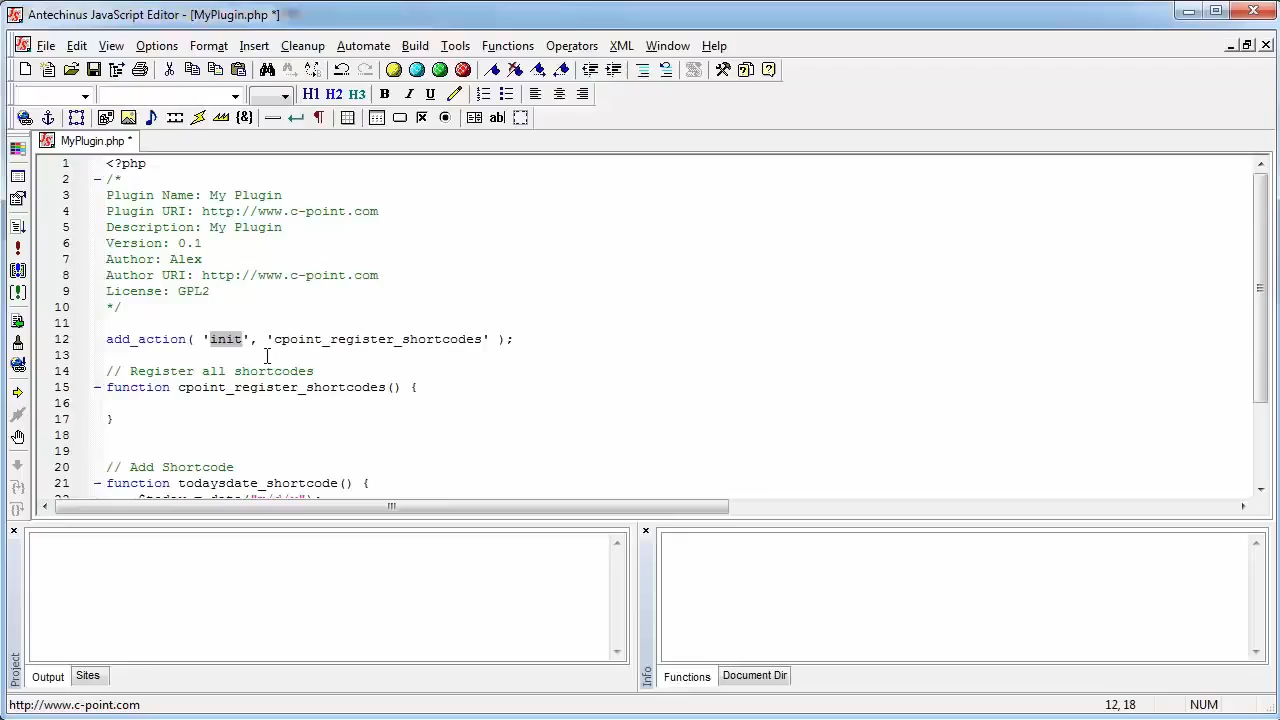 Antechinus JavaScript Editor - [MyPlugin.php *]
File Edit View Options Format Insert Cleanup Automate Build Tools Functions Operators XML Window Help
H1 H2 H3 B I U
ab
MyPlugin.php *
1 <?php
2 /*
3 Plugin Name: My Plugin
4 Plugin URI: http://www.c-point.com
5 Description: My Plugin
6 Version: 0.1
7 Author: Alex
8 Author URI: http://www.c-point.com
9 License: GPL2
10 */
11
12 add_action( 'init', 'cpoint_register_shortcodes' );
13
14 // Register all shortcodes
15 function cpoint_register_shortcodes() {
16
17 }
18
19
20 // Add Shortcode
21 function todaysdate_shortcode() {
Project
Output Sites
Info
Functions Document Dir
http://www.c-point.com 12, 18 NUM